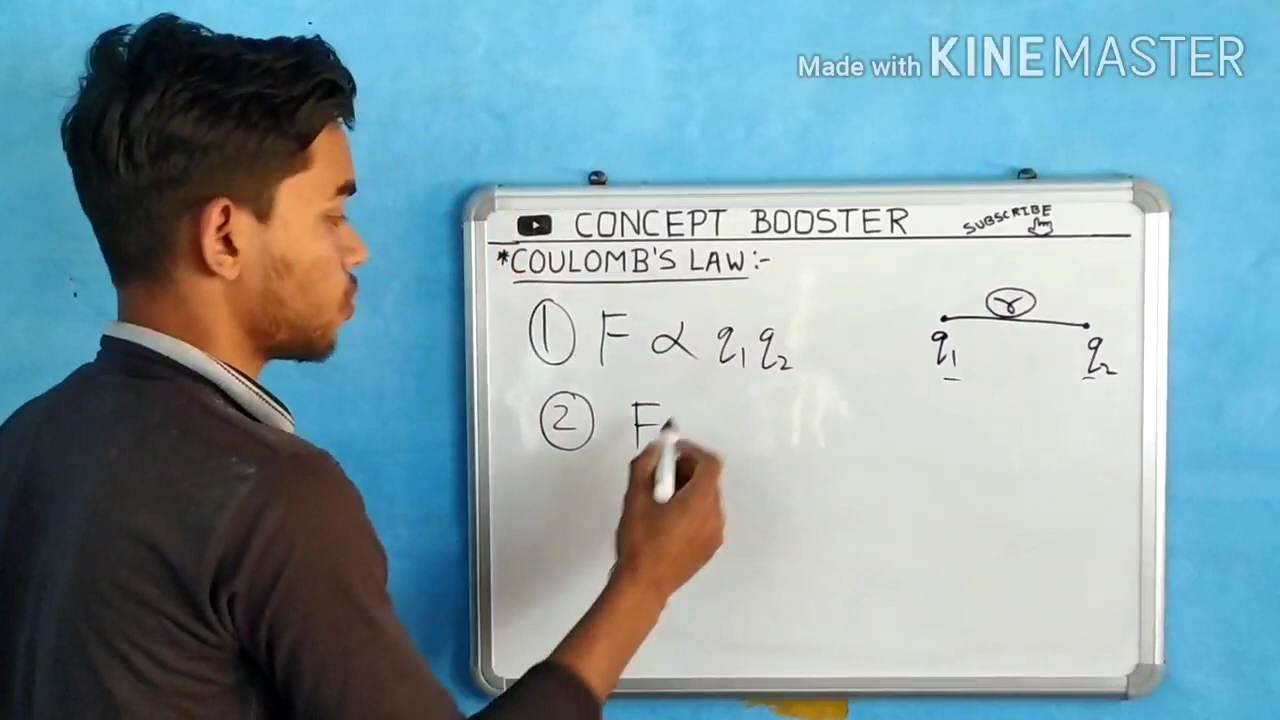 Made with KINEMASTER
CONCEPT BOOSTER SUBSCRIBE
*COULOMB'S LAW:-
① F ∝ q₁q₂
r
q₁ q₂
② F